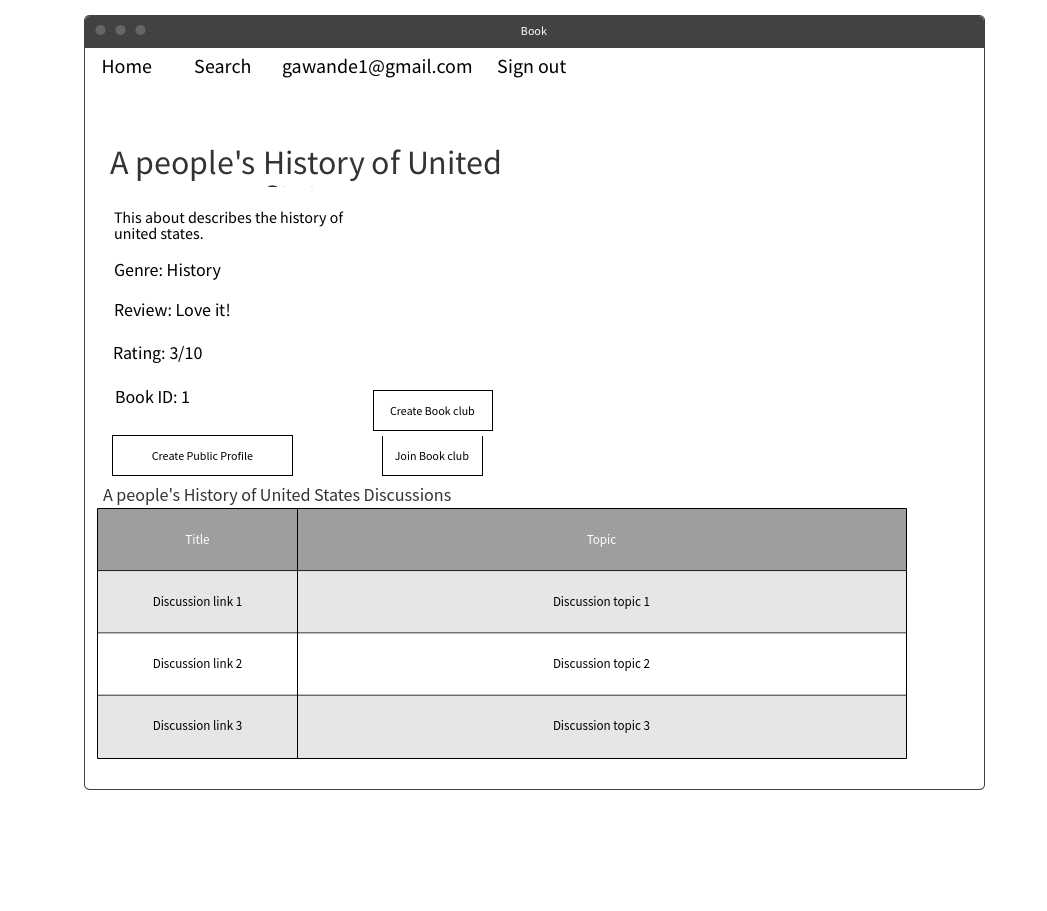 Book
Home Search gawande1@gmail.com Sign out
A people's History of United
This about describes the history of
united states.
Genre: History
Review: Love it!
Rating: 3/10
Book ID: 1
Create Book club
Create Public Profile Join Book club
A people's History of United States Discussions
Title Topic
Discussion link 1 Discussion topic 1
Discussion link 2 Discussion topic 2
Discussion link 3 Discussion topic 3